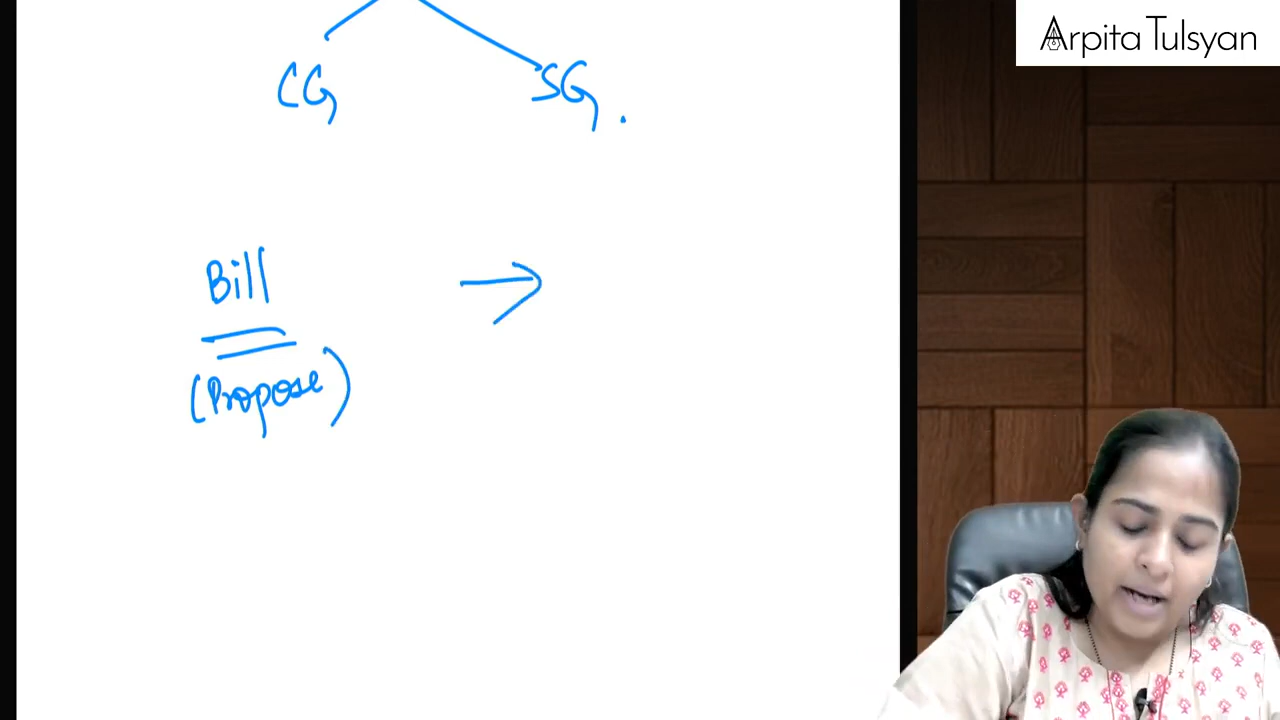 Arpita Tulsyan
CG
SG.
Bill
→
(Propose)